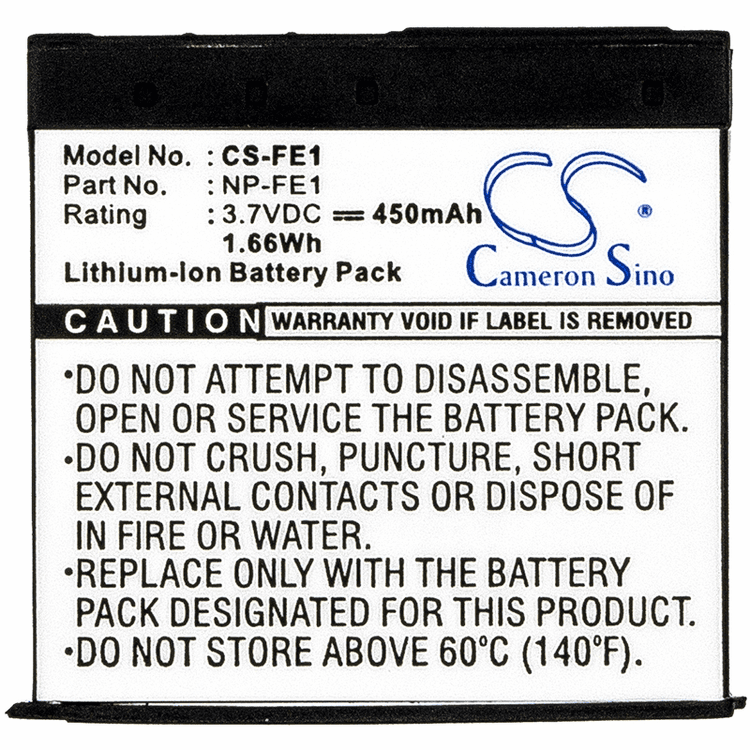 Model No. : CS-FE1
Part No. : NP-FE1
Rating : 3.7VDC ⎓ 450mAh
1.66Wh
Lithium-Ion Battery Pack
CS ®
Cameron Sino
CAUTION WARRANTY VOID IF LABEL IS REMOVED
•DO NOT ATTEMPT TO DISASSEMBLE,
OPEN OR SERVICE THE BATTERY PACK.
•DO NOT CRUSH, PUNCTURE, SHORT
EXTERNAL CONTACTS OR DISPOSE OF
IN FIRE OR WATER.
•REPLACE ONLY WITH THE BATTERY
PACK DESIGNATED FOR THIS PRODUCT.
•DO NOT STORE ABOVE 60ºC (140ºF).